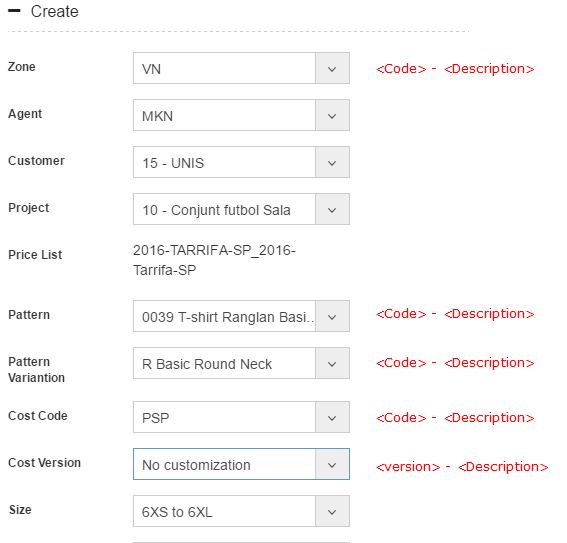 Create
Zone VN <Code> - <Description>
Agent MKN
Customer 15 - UNIS
Project 10 - Conjunt futbol Sala
Price List 2016-TARRIFA-SP_2016-
Tarrifa-SP
Pattern 0039 T-shirt Ranglan Basi.. <Code> - <Description>
Pattern
Variantion R Basic Round Neck <Code> - <Description>
Cost Code PSP <Code> - <Description>
Cost Version No customization <version> - <Description>
Size 6XS to 6XL